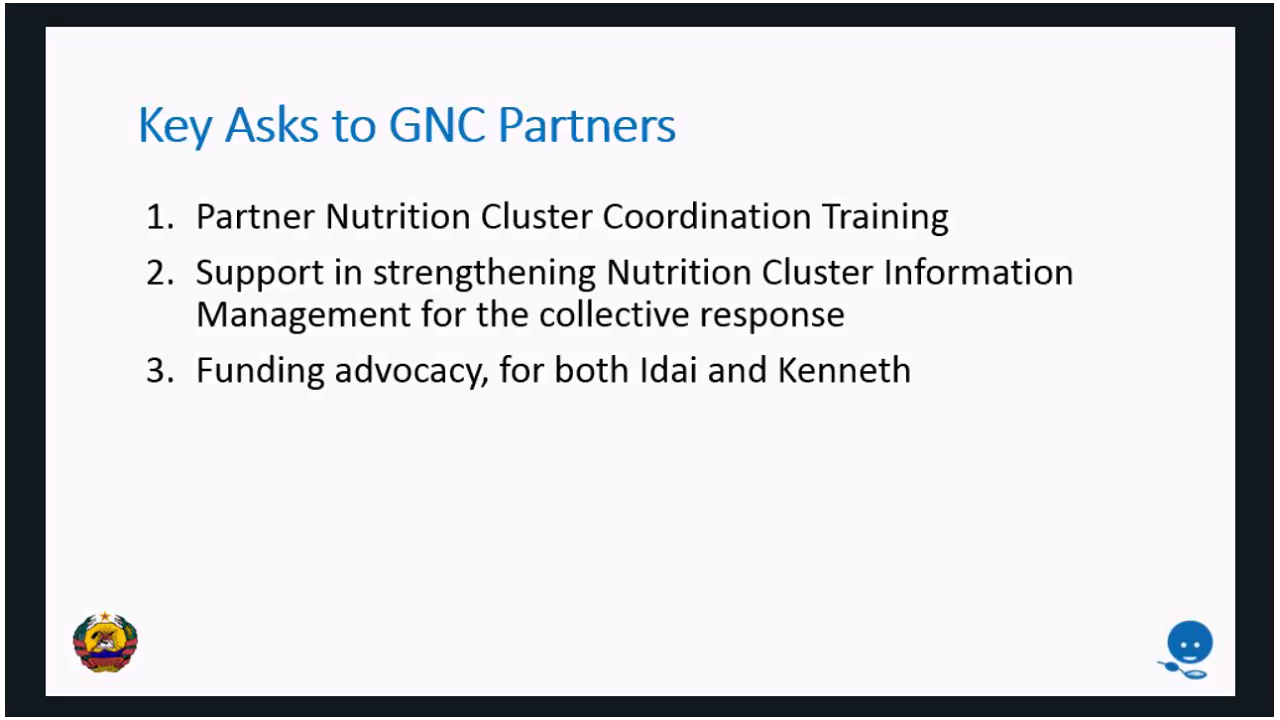 Key Asks to GNC Partners
1. Partner Nutrition Cluster Coordination Training
2. Support in strengthening Nutrition Cluster Information
Management for the collective response
3. Funding advocacy, for both Idai and Kenneth